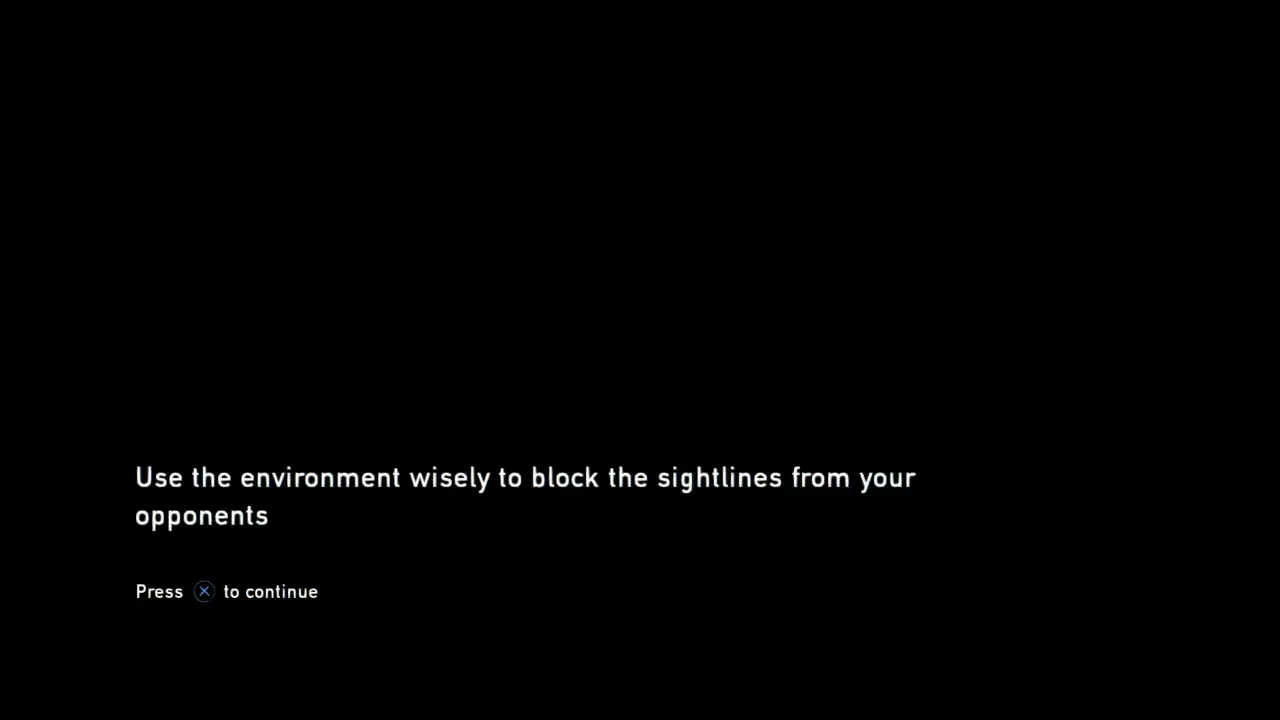 Use the environment wisely to block the sightlines from your
opponents
Press ⓧ to continue